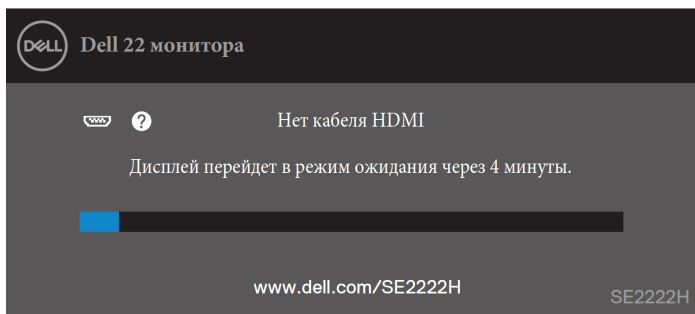 DELL
Dell 22 монитора
? Нет кабеля HDMI
Дисплей перейдет в режим ожидания через 4 минуты.
www.dell.com/SE2222H
SE2222H